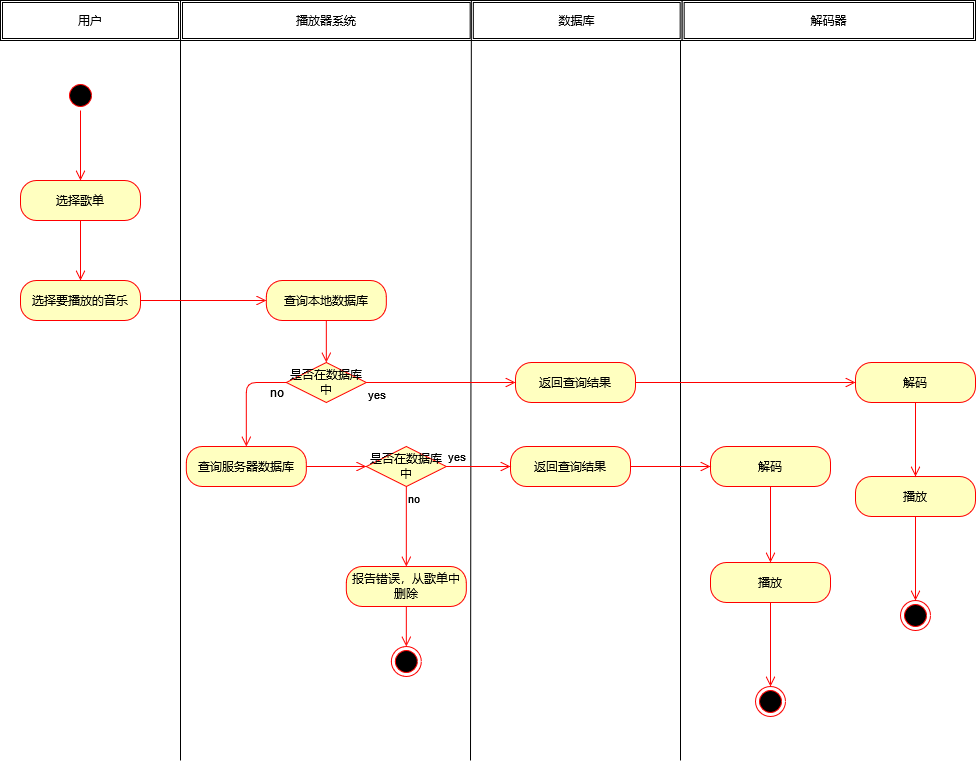 用户
播放器系统
数据库
解码器
选择歌单
选择要播放的音乐
查询本地数据库
是否在数据库
中
no
yes
返回查询结果
解码
查询服务器数据库
是否在数据库
中
yes
no
返回查询结果
解码
播放
报告错误，从歌单中
删除
播放